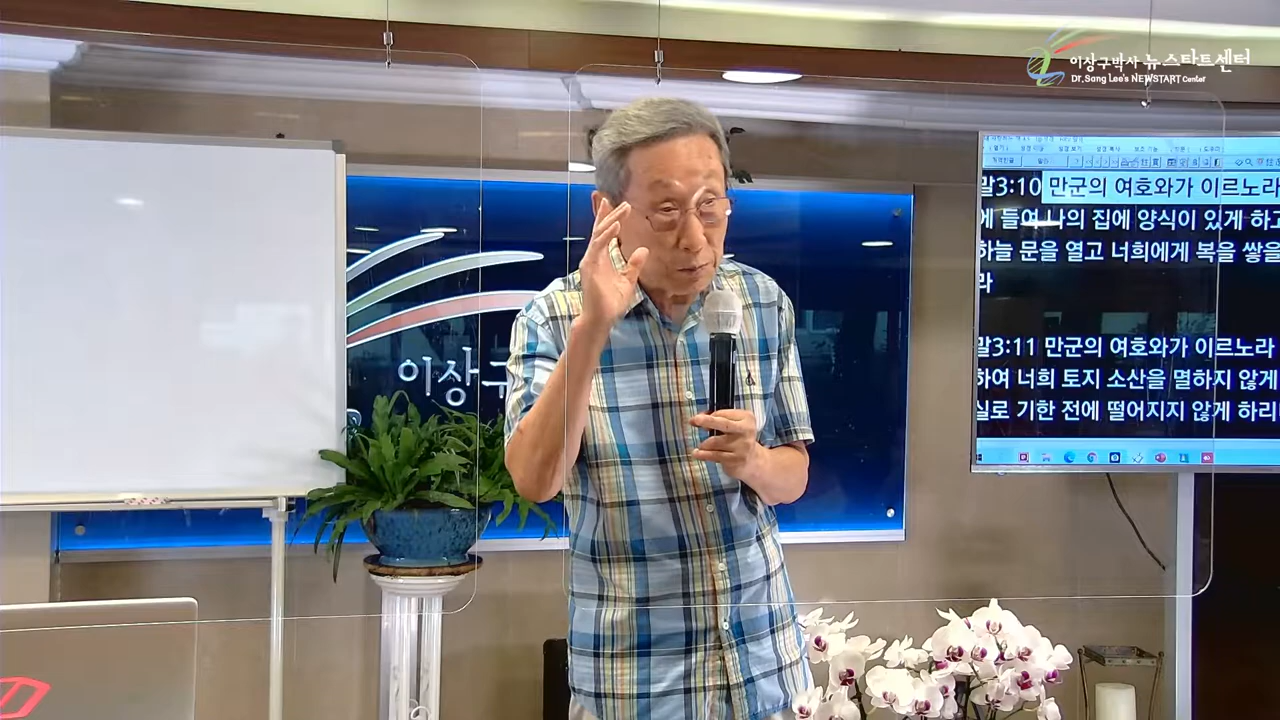 이상구박사 뉴스타트센터
Dr. Sang Lee's NEWSTART Center
말3:10 만군의 여호와가 이르노라
에 들여 나의 집에 양식이 있게 하고
하늘 문을 열고 너희에게 복을 쌓을
라
말3:11 만군의 여호와가 이르노라
하여 너희 토지 소산을 멸하지 않게
실로 기한 전에 떨어지지 않게 하리
이상구